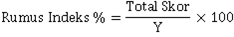 Rumus Indeks % = Total Skor / Y × 100